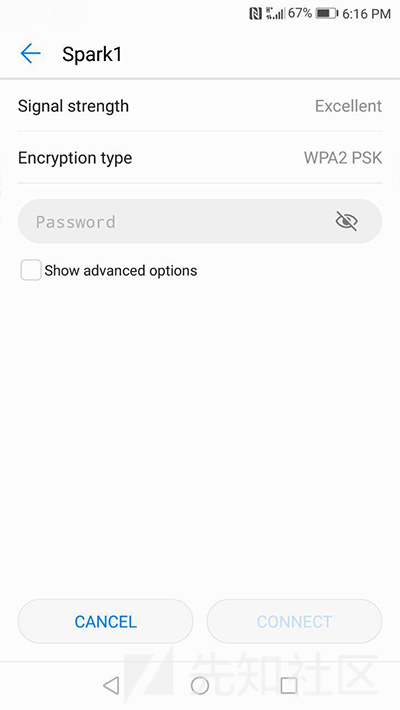 67% 6:16 PM
Spark1
Signal strength Excellent
Encryption type WPA2 PSK
Password
Show advanced options
CANCEL CONNECT
先知社区